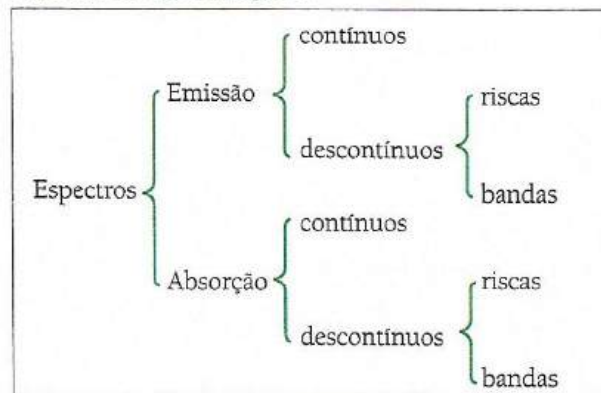 contínuos
Emissão
riscas
descontínuos
Espectros
bandas
contínuos
Absorção
riscas
descontínuos
bandas